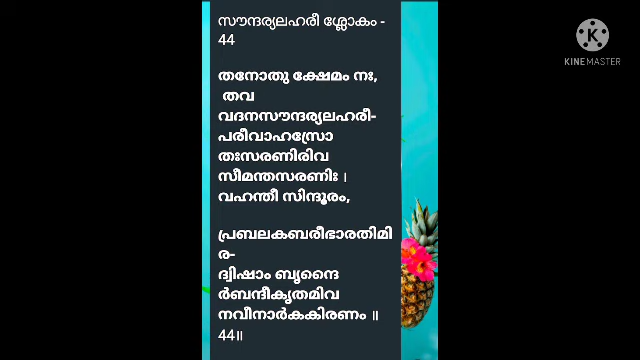 സൗന്ദര്യലഹരീ ശ്ലോകം -
44
തനോതു ക്ഷേമം നഃ,
തവ
വദനസൗന്ദര്യലഹരീ-
പരീവാഹസ്രോ
തഃസരണിരിവ
സീമന്തസരണിഃ ।
വഹന്തീ സിന്ദൂരം,
പ്രബലകബരീഭാരതിമി
ര-
ദ്വിഷാം ബൃന്ദൈ
ർബന്ദീകൃതമിവ
നവീനാർകകിരണം ॥
44॥
K
KINEMASTER